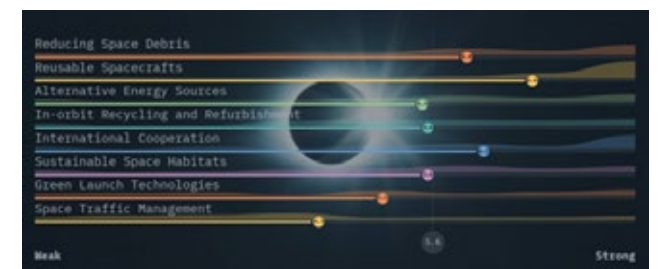 Reducing Space Debris
Reusable Spacecrafts
Alternative Energy Sources
In-orbit Recycling and Refurbishment
International Cooperation
Sustainable Space Habitats
Green Launch Technologies
Space Traffic Management
5.6
Weak Strong